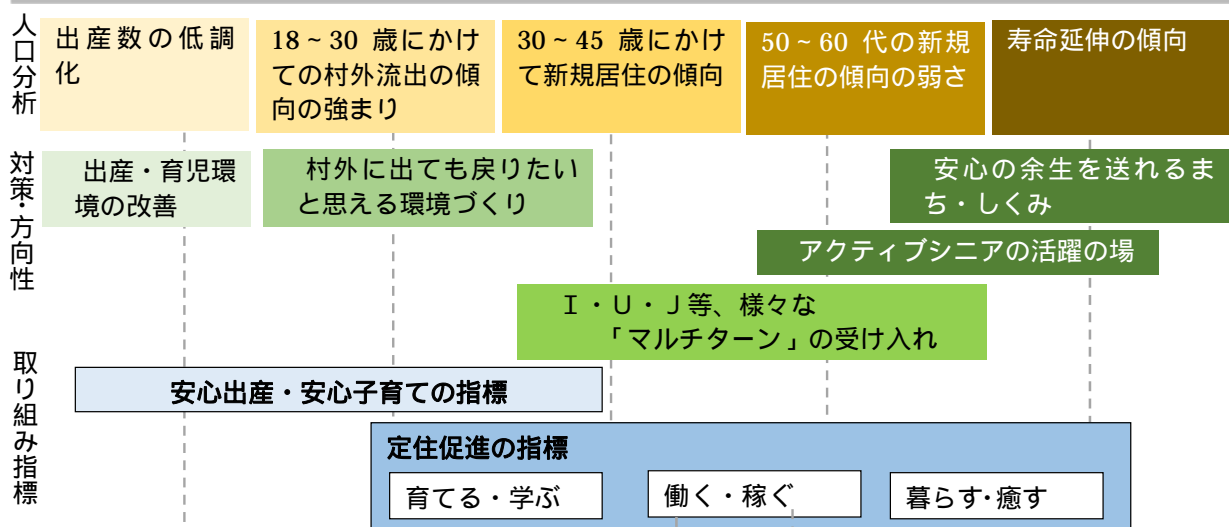 人口分析
出産数の低調
化
18~30 歳にかけ
ての村外流出の傾
向の強まり
30~45 歳にかけ
て新規居住の傾向
50~60 代の新規
居住の傾向の弱さ
寿命延伸の傾向
対策・方向性
出産・育児環
境の改善
村外に出ても戻りたい
と思える環境づくり
安心の余生を送れるま
ち・しくみ
アクティブシニアの活躍の場
I・U・J等、様々な
「マルチターン」の受け入れ
取り組み指標
安心出産・安心子育ての指標
定住促進の指標
育てる・学ぶ
働く・稼ぐ
暮らす・癒す